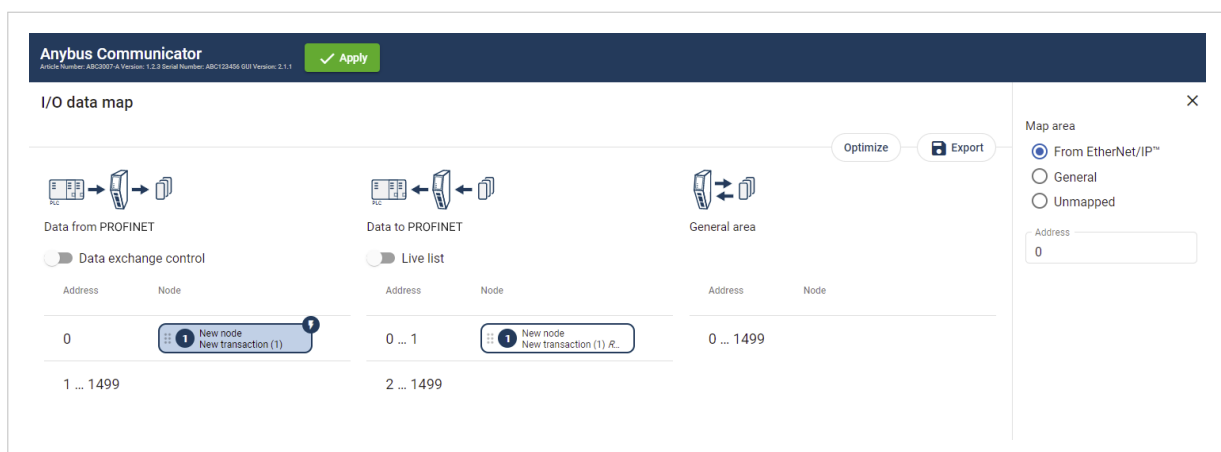 Anybus Communicator
Article Number: ABC3007-A Version: 1.2.3 Serial Number: ABC123456 GUI Version: 2.1.1
Apply
I/O data map
Optimize
Export
PLC
Data from PROFINET
Data exchange control
Address Node
0
1
New node
New transaction (1)
1 ... 1499
PLC
Data to PROFINET
Live list
Address Node
0 ... 1
1
New node
New transaction (1) R...
2 ... 1499
General area
Address Node
0 ... 1499
Map area
From EtherNet/IP™
General
Unmapped
Address
0